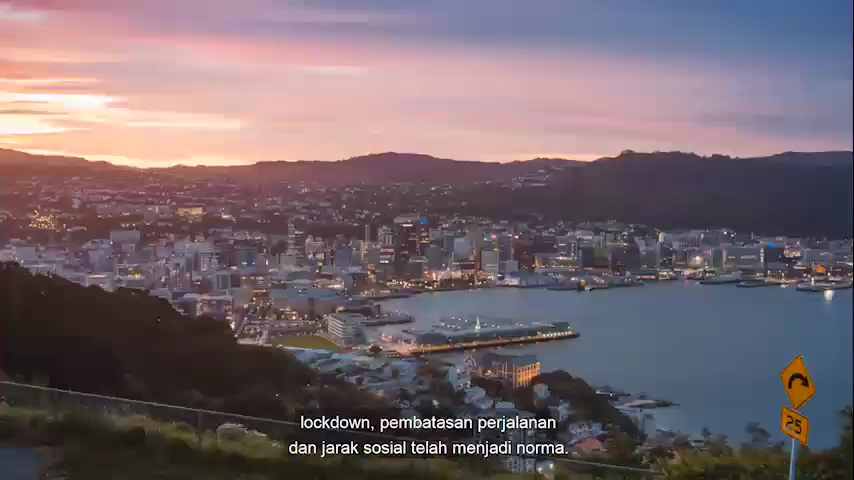 25
lockdown, pembatasan perjalanan
dan jarak sosial telah menjadi norma.